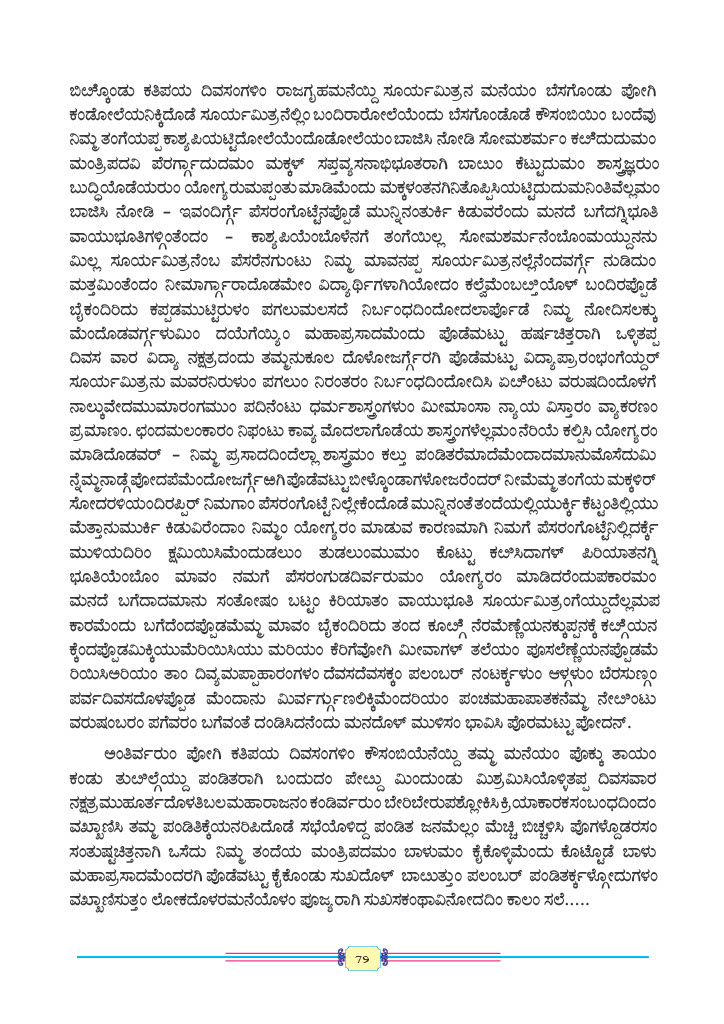 ಬಿೞ್ಕೊಂಡು ಕತಿಪಯ ದಿವಸಂಗಳಿಂ ರಾಜಗೃಹಮನೆಯ್ದಿ ಸೂರ್ಯಮಿತ್ರನ ಮನೆಯಂ ಬೆಸಗೊಂಡು ಪೋಗಿ
ಕಂಡೋಲೆಯನಿಕ್ಕಿದೊಡೆ ಸೂರ್ಯಮಿತ್ರನೆಲ್ಲಿಂ ಬಂದಿರಾರೋಲೆಯೆಂದು ಬೆಸಗೊಂಡೊಡೆ ಕೌಸಂಬಿಯಿಂ ಬಂದೆವು
ನಿಮ್ಮ ತಂಗೆಯಪ್ಪ ಕಾಶ್ಯಪಿಯಟ್ಟಿದೋಲೆಯೆಂದೊಡೋಲೆಯಂ ಬಾಜಿಸಿ ನೋಡಿ ಸೋಮಶರ್ಮಂ ಕೞಿದುದುಮಂ
ಮಂತ್ರಿಪದವಿ ಪೆರರ್ಗ್ಗಾದುದಮಂ ಮಕ್ಕಳ್ ಸಪ್ತವ್ಯಸನಾಭಿಭೂತರಾಗಿ ಬಾೞುಂ ಕೆಟ್ಟುದುಮಂ ಶಾಸ್ತ್ರಜ್ಞರುಂ
ಬುದ್ಧಿಯೊಡೆಯರುಂ ಯೋಗ್ಯರುಮಪ್ಪಂತು ಮಾಡಿಮೆಂದು ಮಕ್ಕಳಂತನಗಿನಿತೊಪ್ಪಿಸಿಯಟ್ಟಿದುದುಮನಿಂತಿವೆಲ್ಲಮಂ
ಬಾಜಿಸಿ ನೋಡಿ – ಇವಂದಿರ್ಗ್ಗೆ ಪೆಸರಂಗೊಟ್ಟೆನಪ್ಪೊಡೆ ಮುನ್ನಿನಂತುರ್ಕಿ ಕಿಡುವರೆಂದು ಮನದೆ ಬಗೆದಗ್ನಿಭೂತಿ
ವಾಯುಭೂತಿಗಳ್ಗಿಂತೆಂದಂ – ಕಾಶ್ಯಪಿಯೆಂಬೊಳೆನಗೆ ತಂಗೆಯಿಲ್ಲ ಸೋಮಶರ್ಮನೆಂಬೊಂಮಯ್ದುನನು
ಮಿಲ್ಲ ಸೂರ್ಯಮಿತ್ರನೆಂಬ ಪೆಸರೆನಗುಂಟು ನಿಮ್ಮ ಮಾವನಪ್ಪ ಸೂರ್ಯಮಿತ್ರನಲ್ಲೆನೆಂದವರ್ಗ್ಗೆ ನುಡಿದುಂ
ಮತ್ತಮಿಂತೆಂದಂ ನೀಮಾರ್ಗ್ಗಾರಾದೊಡಮೇಂ ವಿದ್ಯಾರ್ಥಿಗಳಾಗಿಯೋದಂ ಕಲ್ವೆಮೆಂಬೞ್ತಿಯೊಳ್ ಬಂದಿರಪ್ಪೊಡೆ
ಬೈಕಂದಿರಿದು ಕಪ್ಪಡಮುಟ್ಟಿರುಳಂ ಪಗಲುಮಲಸದೆ ನಿರ್ಬಂಧದಿಂದೋದಲಾರ್ಪೊಡೆ ನಿಮ್ಮ ನೋದಿಸಲಕ್ಕು
ಮೆಂದೊಡವರ್ಗ್ಗಳುಮಿಂ ದಯೆಗೆಯ್ಯಿಂ ಮಹಾಪ್ರಸಾದಮೆಂದು ಪೊಡೆಮಟ್ಟು ಹರ್ಷಚಿತ್ತರಾಗಿ ಒಳ್ಳಿತಪ್ಪ
ದಿವಸ ವಾರ ವಿದ್ಯಾ ನಕ್ಷತ್ರದಂದು ತಮ್ಮನುಕೂಲ ದೊಳೋಜರ್ಗ್ಗೆರಗಿ ಪೊಡೆಮಟ್ಟು ವಿದ್ಯಾಪ್ರಾರಂಭಂಗೆಯ್ದರ್
ಸೂರ್ಯಮಿತ್ರನು ಮವರನಿರುಳುಂ ಪಗಲುಂ ನಿರಂತರಂ ನಿರ್ಬಂಧದಿಂದೋದಿಸಿ ಏೞೆಂಟು ವರುಷದಿಂದೊಳಗೆ
ನಾಲ್ಕುವೇದಮುಮಾರಂಗಮುಂ ಪದಿನೆಂಟು ಧರ್ಮಶಾಸ್ತ್ರಂಗಳುಂ ಮೀಮಾಂಸಾ ನ್ಯಾಯ ವಿಸ್ತಾರಂ ವ್ಯಾಕರಣಂ
ಪ್ರಮಾಣಂ. ಛಂದಮಲಂಕಾರಂ ನಿಘಂಟು ಕಾವ್ಯ ಮೊದಲಾಗೊಡೆಯ ಶಾಸ್ತ್ರಂಗಳೆಲ್ಲಮಂ ನೆರಿಯೆ ಕಲ್ಪಿಸಿ ಯೋಗ್ಯರಂ
ಮಾಡಿದೊಡವರ್ – ನಿಮ್ಮ ಪ್ರಸಾದದಿಂದೆಲ್ಲಾ ಶಾಸ್ತ್ರಮಂ ಕಲ್ತು ಪಂಡಿತರೆಮಾದೆಮೆಂದಾದಮಾನುಮೊಸೆದುಮಿ
ನ್ನೆಮ್ಮನಾಡ್ಗೆ ಪೋದಪೆಮೆಂದೋಜರ್ಗ್ಗೆಱಗಿ ಪೊಡೆವಟ್ಟು ಬೀಳ್ಕೊಂಡಾಗಳೋಜರೆಂದರ್ ನೀಮೆಮ್ಮ ತಂಗೆಯ ಮಕ್ಕಳಿರ್
ಸೋದರಳಿಯಂದಿರಪ್ಪಿರ್ ನಿಮಗಾಂ ಪೆಸರಂಗೊಟ್ಟೆನಿಲ್ಲೇಕೆಂದೊಡೆ ಮುನ್ನಿನಂತೆ ತಂದೆಯಲ್ಲಿಯುರ್ಕ್ಕಿ ಕೆಟ್ಟಂತಿಲ್ಲಿಯು
ಮೆತ್ತಾನುಮುರ್ಕಿ ಕಿಡುವಿರೆಂದಾಂ ನಿಮ್ಮಂ ಯೋಗ್ಯರಂ ಮಾಡುವ ಕಾರಣಮಾಗಿ ನಿಮಗೆ ಪೆಸರಂಗೊಟ್ಟೆನಿಲ್ಲಿದರ್ಕ್ಕೆ
ಮುಳಿಯದಿರಿಂ ಕ್ಷಮಿಯಿಸಿಮೆಂದುಡಲುಂ ತುಡಲುಂಮುಮಂ ಕೊಟ್ಟು ಕೞಿಸಿದಾಗಳ್ ಪಿರಿಯಾತನಗ್ನಿ
ಭೂತಿಯೆಂಬೊಂ ಮಾವಂ ನಮಗೆ ಪೆಸರಂಗುಡದಿರ್ವರುಮಂ ಯೋಗ್ಯರಂ ಮಾಡಿದರೆಂದುಪಕಾರಮಂ
ಮನದೆ ಬಗೆದಾದಮಾನು ಸಂತೋಷಂ ಬಟ್ಟಂ ಕಿರಿಯಾತಂ ವಾಯುಭೂತಿ ಸೂರ್ಯಮಿತ್ರಂಗೆಯ್ದುದೆಲ್ಲಮಪ
ಕಾರಮೆಂದು ಬಗೆದೆಂದಪ್ಪೊಡಮೆಮ್ಮ ಮಾವಂ ಬೈಕಂದಿರಿದು ತಂದ ಕೂೞ್ಗೆ ನೆರಮೆಣ್ಣೆಯನಕ್ಕುಪ್ಪನಕ್ಕೆ ಕೞ್ಗೆಯನ
ಕ್ಕೆಂದಪ್ಪೊಡಮಿಕ್ಕಿಯುಮೆರಿಯಿಸಿಯು ಮರಿಯಂ ಕೆರಿಗೆವೋಗಿ ಮೀವಾಗಳ್ ತಲೆಯಂ ಪೂಸಲೆಣ್ಣೆಯನಪ್ಪೊಡಮೆ
ರಿಯಿಸಿಅರಿಯಂ ತಾಂ ದಿವ್ಯಮಪ್ಪಾಹಾರಂಗಳಂ ದೆವಸದೆವಸಕ್ಕಂ ಪಲಂಬರ್ ನಂಟರ್ಕ್ಕಳುಂ ಆಳ್ಗಳುಂ ಬೆರಸುಣ್ಗಂ
ಪರ್ವದಿವಸದೊಳಪ್ಪೊಡ ಮೆಂದಾನು ಮಿರ್ವರ್ಗ್ಗುಣಲಿಕ್ಕಿಮೆಂದರಿಯಂ ಪಂಚಮಹಾಪಾತಕನೆಮ್ಮ ನೇೞೆಂಟು
ವರುಷಂಬರಂ ಪಗೆವರಂ ಬಗೆವಂತೆ ದಂಡಿಸಿದನೆಂದು ಮನದೊಳ್ ಮುಳಿಸಂ ಭಾವಿಸಿ ಪೊರಮಟ್ಟು ಪೋದನ್.
ಅಂತಿರ್ವರುಂ ಪೋಗಿ ಕತಿಪಯ ದಿವಸಂಗಳಿಂ ಕೌಸಂಬಿಯೆನೆಯ್ದಿ ತಮ್ಮ ಮನೆಯಂ ಪೊಕ್ಕು ತಾಯಂ
ಕಂಡು ತುೞಿಲ್ಗೆಯ್ದು ಪಂಡಿತರಾಗಿ ಬಂದುದಂ ಪೇೞ್ದು ಮಿಂದುಂಡು ಮಿಶ್ರಮಿಸಿಯೊಳ್ಳಿತಪ್ಪ ದಿವಸವಾರ
ನಕ್ಷತ್ರ ಮುಹೂರ್ತದೊಳತಿಬಲ ಮಹಾರಾಜನಂ ಕಂಡಿರ್ವರುಂ ಬೇರಿಬೇರುಪಶ್ಲೋಕಿಸಿ ಕ್ರಿಯಾಕಾರಕಸಂಬಂಧದಿಂದಂ
ವಖ್ಖಾಣಿಸಿ ತಮ್ಮ ಪಂಡಿತಿಕ್ಕೆಯನರಿಪಿದೊಡೆ ಸಭೆಯೊಳಿದ್ದ ಪಂಡಿತ ಜನಮೆಲ್ಲಂ ಮೆಚ್ಚಿ ಬಿಚ್ಚಳಿಸಿ ಪೊಗಳ್ದೊಡರಸಂ
ಸಂತುಷ್ಟಚಿತ್ತನಾಗಿ ಒಸೆದು ನಿಮ್ಮ ತಂದೆಯ ಮಂತ್ರಿಪದಮಂ ಬಾಳುಮಂ ಕೈಕೊಳ್ಳಿಮೆಂದು ಕೊಟ್ಟೊಡೆ ಬಾಳು
ಮಹಾಪ್ರಸಾದಮೆಂದರಗಿ ಪೊಡೆವಟ್ಟು ಕೈಕೊಂಡು ಸುಖದೊಳ್ ಬಾೞುತ್ತುಂ ಪಲಂಬರ್ ಪಂಡಿತರ್ಕ್ಕಳ್ಗೋದುಗಳಂ
ವಖ್ಖಾಣಿಸುತ್ತಂ ಲೋಕದೊಳರಮನೆಯೊಳಂ ಪೂಜ್ಯರಾಗಿ ಸುಖಸಕಂಥಾವಿನೋದದಿಂ ಕಾಲಂ ಸಲೆ.....
79